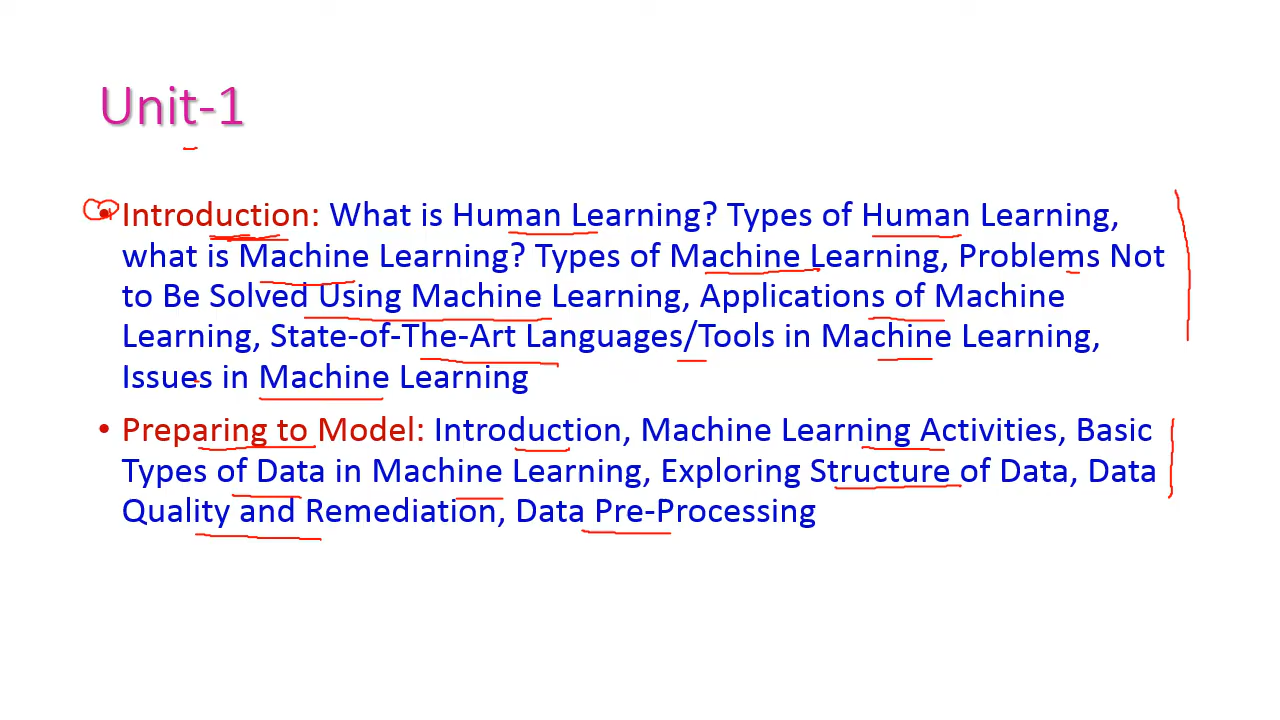 Unit-1
• Introduction: What is Human Learning? Types of Human Learning,
what is Machine Learning? Types of Machine Learning, Problems Not
to Be Solved Using Machine Learning, Applications of Machine
Learning, State-of-The-Art Languages/Tools in Machine Learning,
Issues in Machine Learning
• Preparing to Model: Introduction, Machine Learning Activities, Basic
Types of Data in Machine Learning, Exploring Structure of Data, Data
Quality and Remediation, Data Pre-Processing